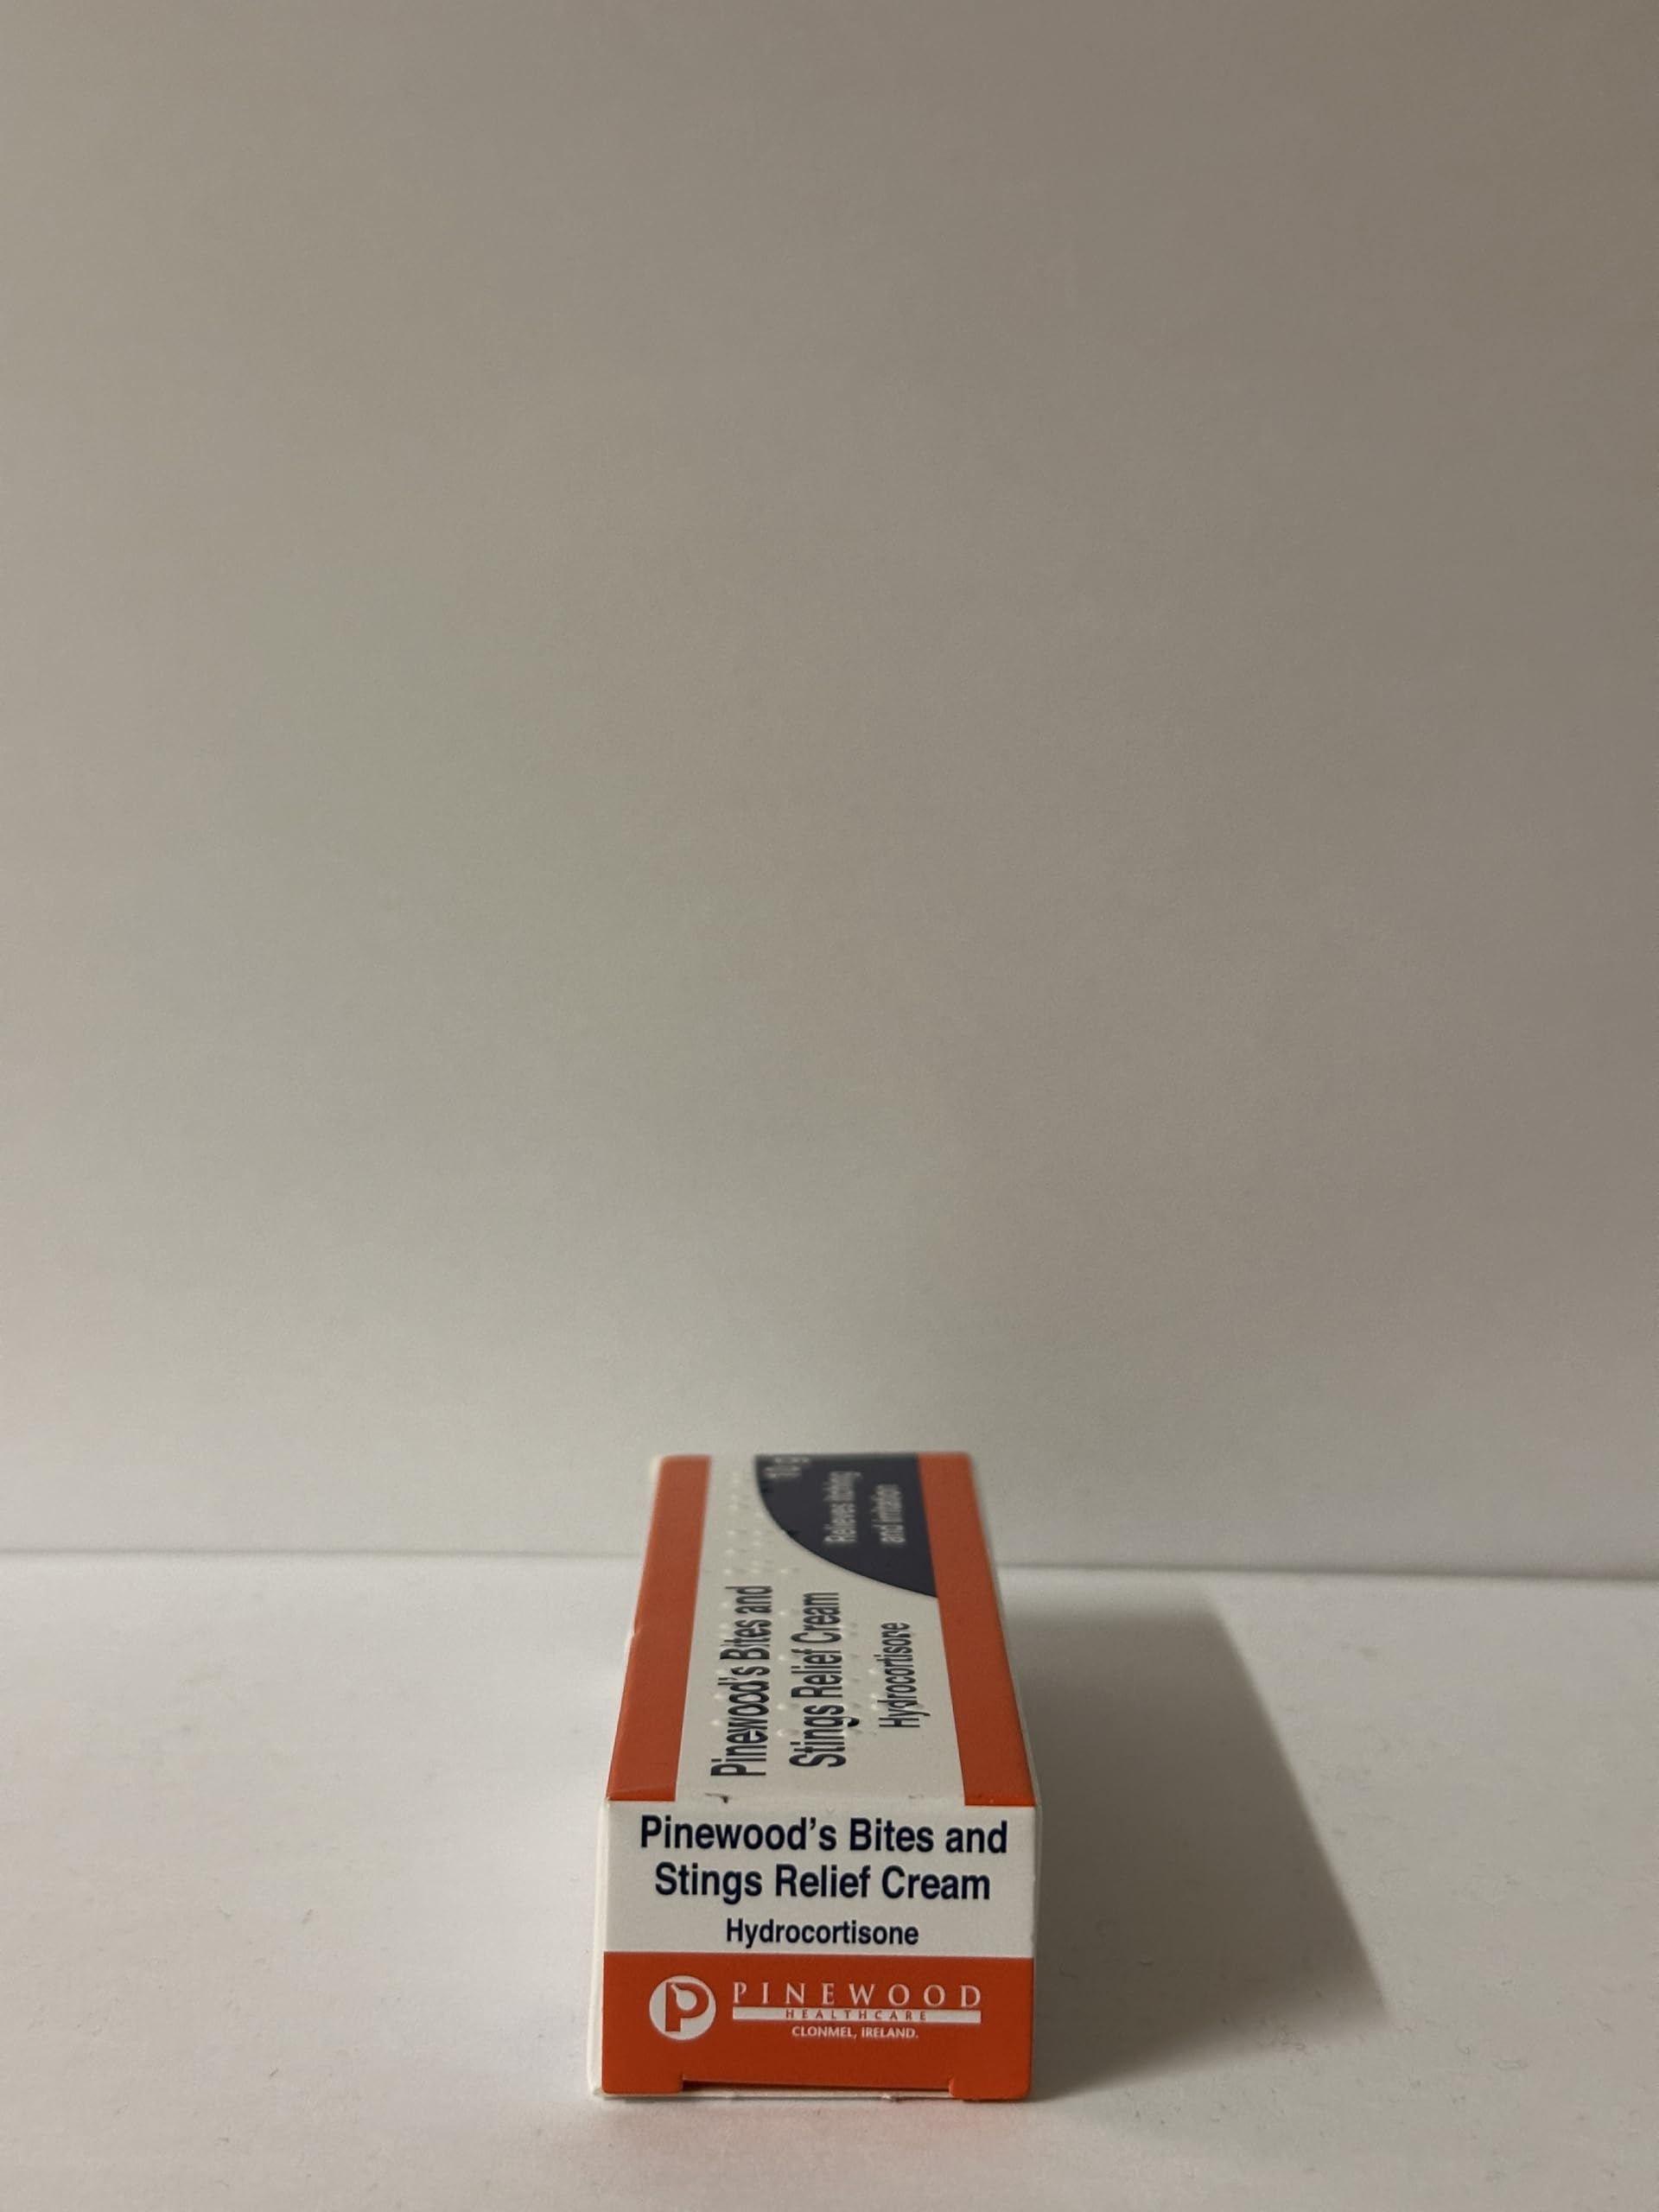 10 g
Relieves itching
and irritation
Pinewood's Bites and
Stings Relief Cream
Hydrocortisone
Pinewood's Bites and
Stings Relief Cream
Hydrocortisone
PINEWOOD
HEALTHCARE
CLONMEL, IRELAND.